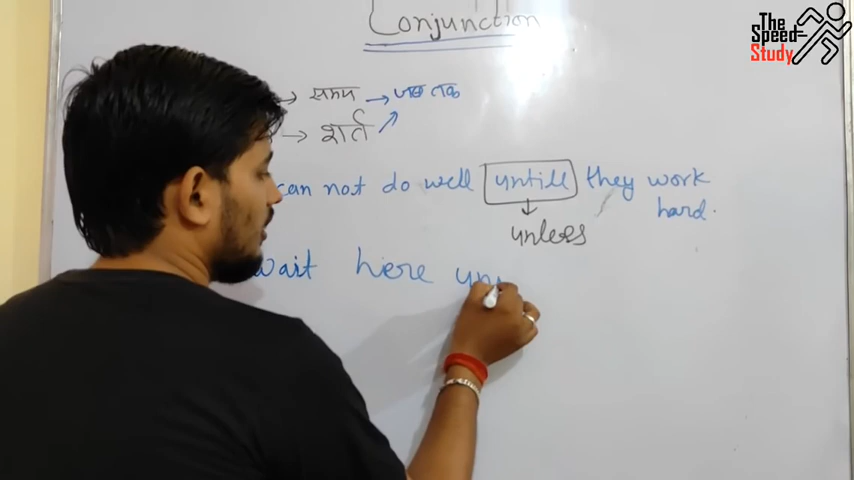 Conjunction
The
Speed
Study
→ समय → जब तक
→ शर्त
can not do well untill they work
hard.
unless
wait here un